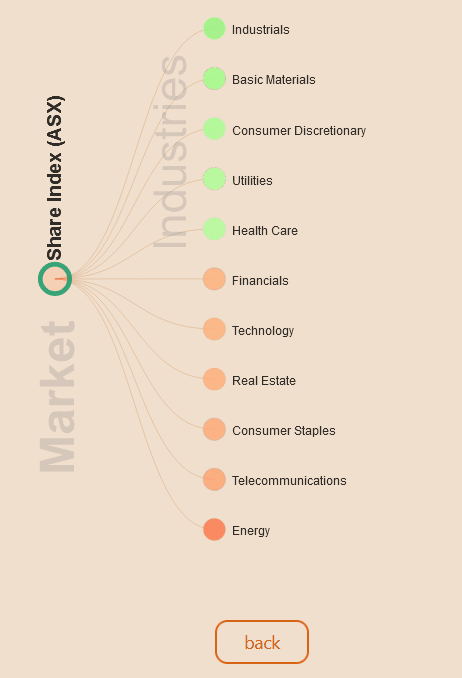 Market
Share Index (ASX)
Industries
Industrials
Basic Materials
Consumer Discretionary
Utilities
Health Care
Financials
Technology
Real Estate
Consumer Staples
Telecommunications
Energy
back